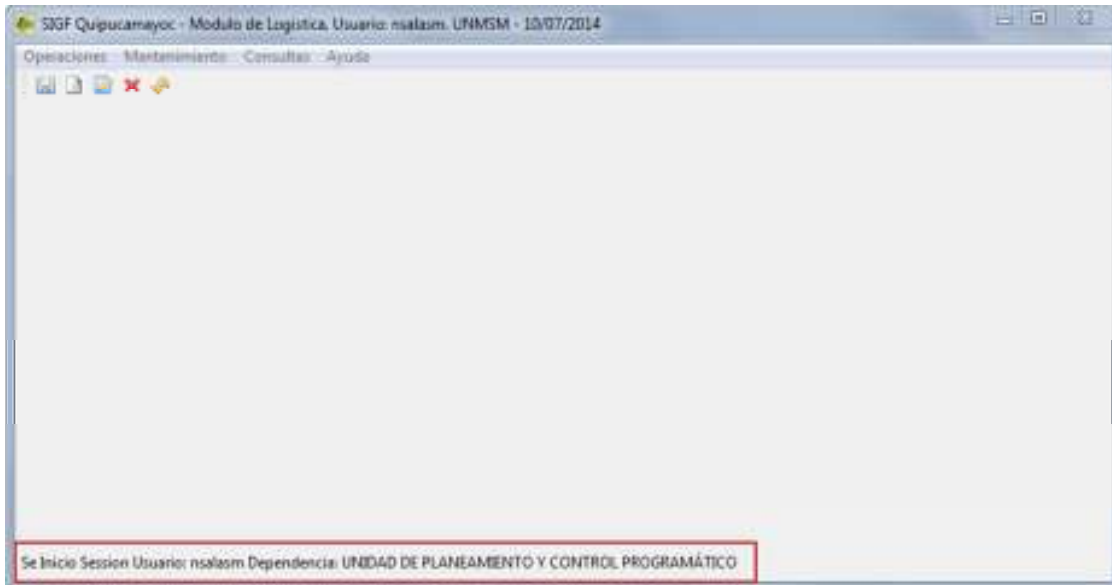 SIGF Quipucamayoc - Modulo de Logistica. Usuario: nsalasm. UNMSM - 10/07/2014
Operaciones Mantenimiento Consultas Ayuda
Se Inicio Session Usuario: nsalasm Dependencia: UNIDAD DE PLANEAMIENTO Y CONTROL PROGRAMÁTICO